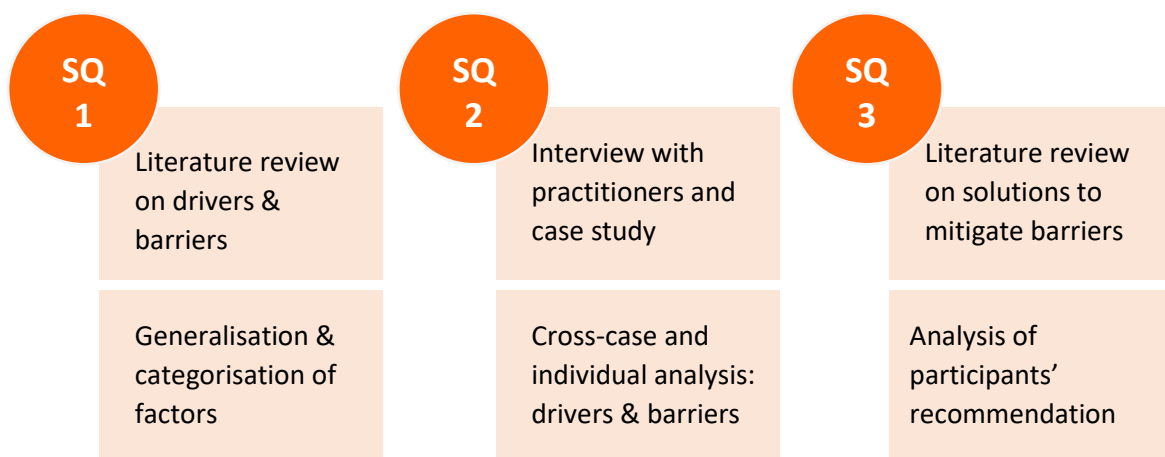 SQ
1
Literature review
on drivers &
barriers
Generalisation &
categorisation of
factors
SQ
2
Interview with
practitioners and
case study
Cross-case and
individual analysis:
drivers & barriers
SQ
3
Literature review
on solutions to
mitigate barriers
Analysis of
participants’
recommendation